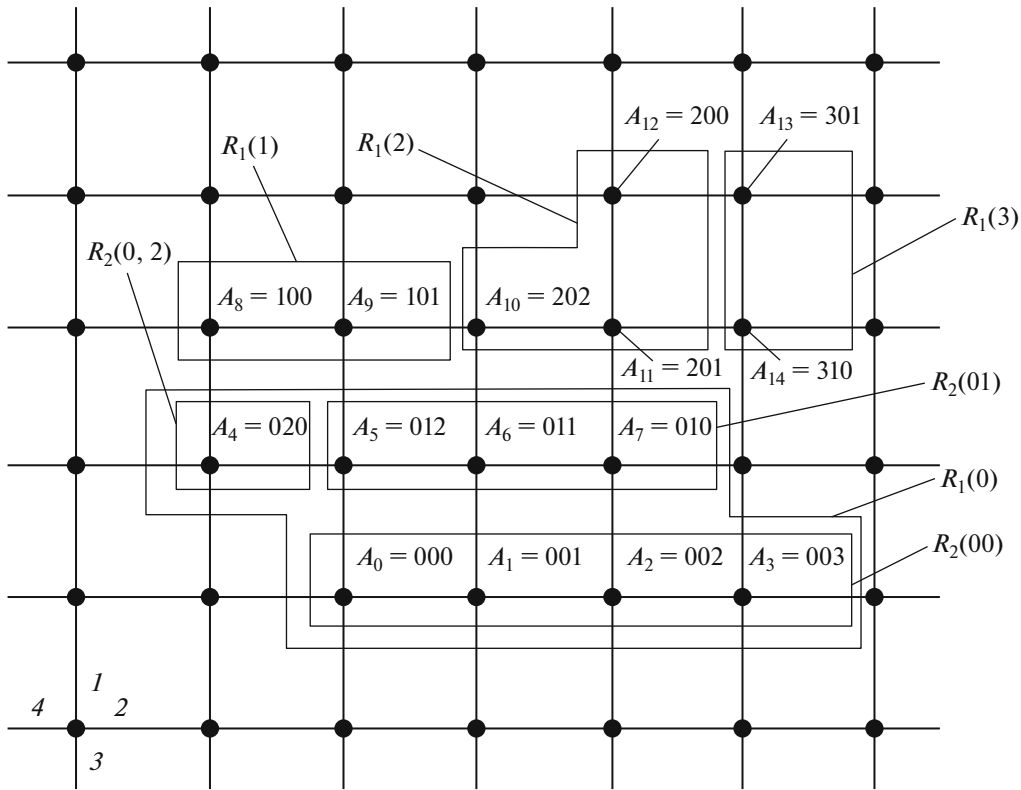 A₁₂ = 200
A₁₃ = 301
R₁(1)
R₁(2)
R₁(3)
R₂(0, 2)
A₈ = 100
A₉ = 101
A₁₀ = 202
A₁₁ = 201
A₁₄ = 310
R₂(01)
A₄ = 020
A₅ = 012
A₆ = 011
A₇ = 010
R₁(0)
R₂(00)
A₀ = 000
A₁ = 001
A₂ = 002
A₃ = 003
1
4
2
3